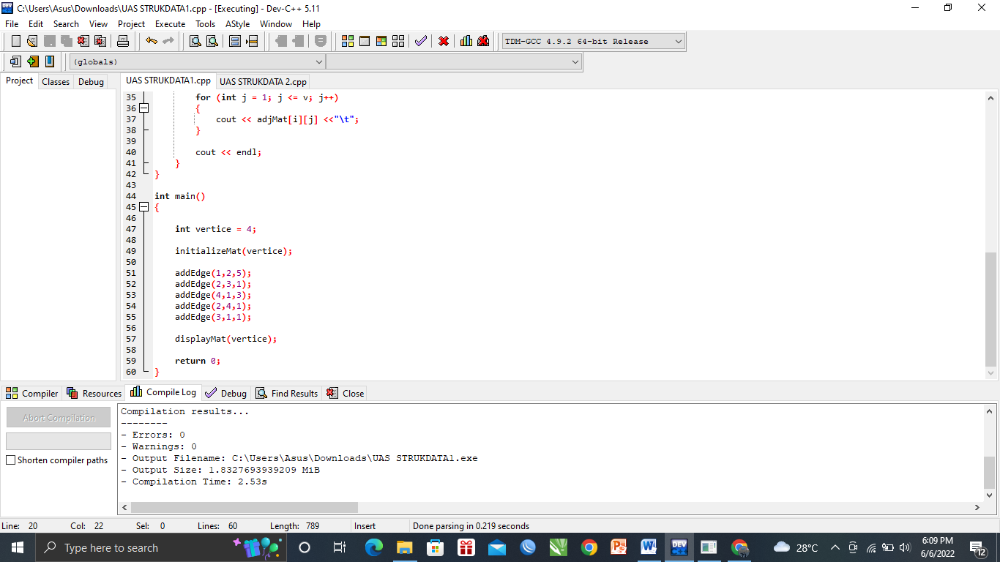 C:\Users\Asus\Downloads\UAS STRUKDATA1.cpp - [Executing] - Dev-C++ 5.11
File Edit Search View Project Execute Tools AStyle Window Help
TDM-GCC 4.9.2 64-bit Release
(globals)
Project Classes Debug UAS STRUKDATA1.cpp UAS STRUKDATA 2.cpp
35 for (int j = 1; j <= v; j++)
36 {
37 cout << adjMat[i][j] <<"\t";
38 }
39
40 cout << endl;
41 }
42 }
43
44 int main()
45 {
46
47 int vertice = 4;
48
49 initializeMat(vertice);
50
51 addEdge(1,2,5);
52 addEdge(2,3,1);
53 addEdge(4,1,3);
54 addEdge(2,4,1);
55 addEdge(3,1,1);
56
57 displayMat(vertice);
58
59 return 0;
60 }
Compiler Resources Compile Log Debug Find Results Close
Abort Compilation
Shorten compiler paths
Compilation results...
--------
- Errors: 0
- Warnings: 0
- Output Filename: C:\Users\Asus\Downloads\UAS STRUKDATA1.exe
- Output Size: 1.8327693939209 MiB
- Compilation Time: 2.53s
Line: 20 Col: 22 Sel: 0 Lines: 60 Length: 789 Insert Done parsing in 0.219 seconds
Type here to search
DEV
28°C
6:09 PM
6/6/2022
12